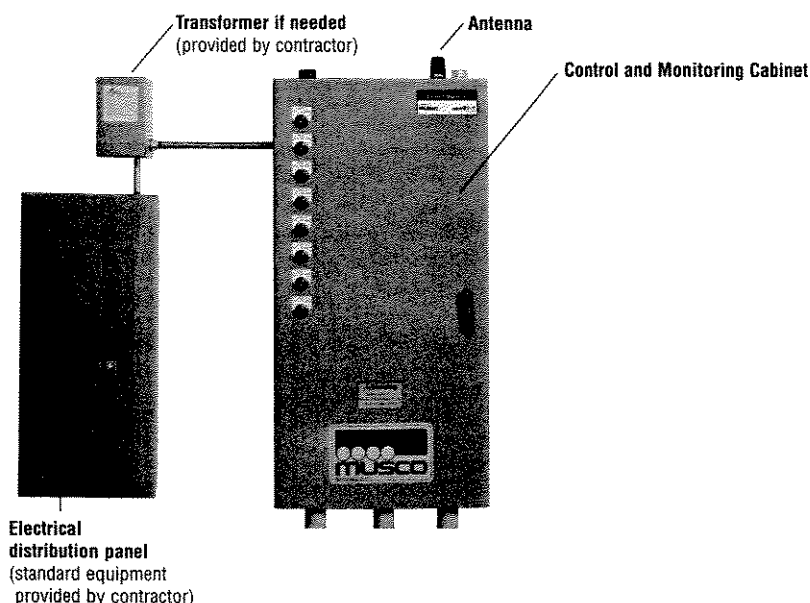 Transformer if needed
(provided by contractor)
Antenna
Control and Monitoring Cabinet
musco
Electrical
distribution panel
(standard equipment
provided by contractor)